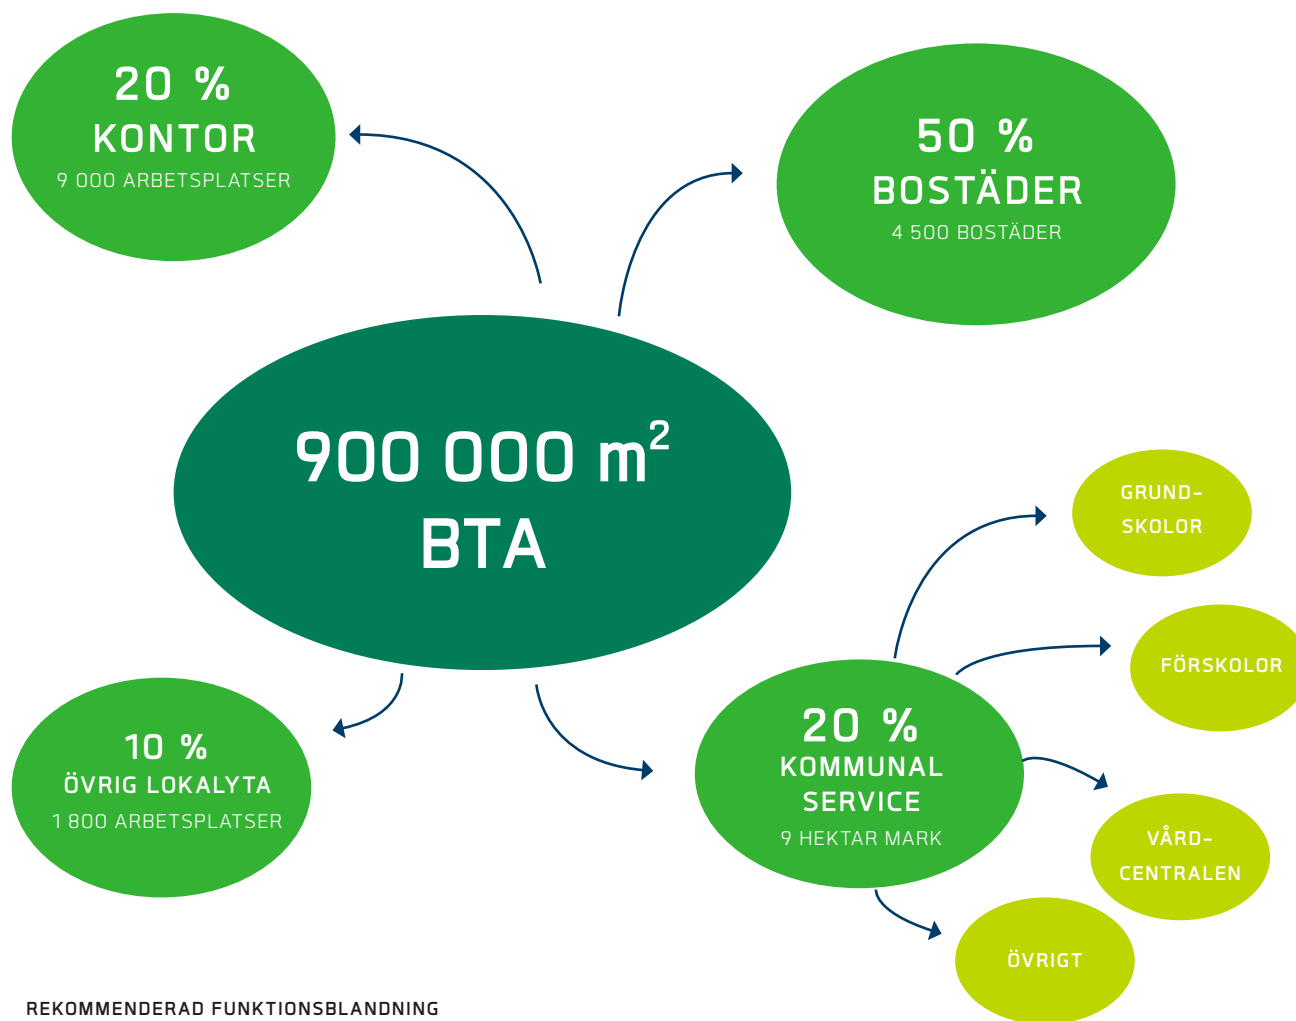 20 %
KONTOR
9 000 ARBETSPLATSER
50 %
BOSTÄDER
4 500 BOSTÄDER
900 000 m²
BTA
GRUND-
SKOLOR
FÖRSKOLOR
10 %
ÖVRIG LOKALYTA
1 800 ARBETSPLATSER
20 %
KOMMUNAL
SERVICE
9 HEKTAR MARK
VÅRD-
CENTRALEN
ÖVRIGT
REKOMMENDERAD FUNKTIONSBLANDNING